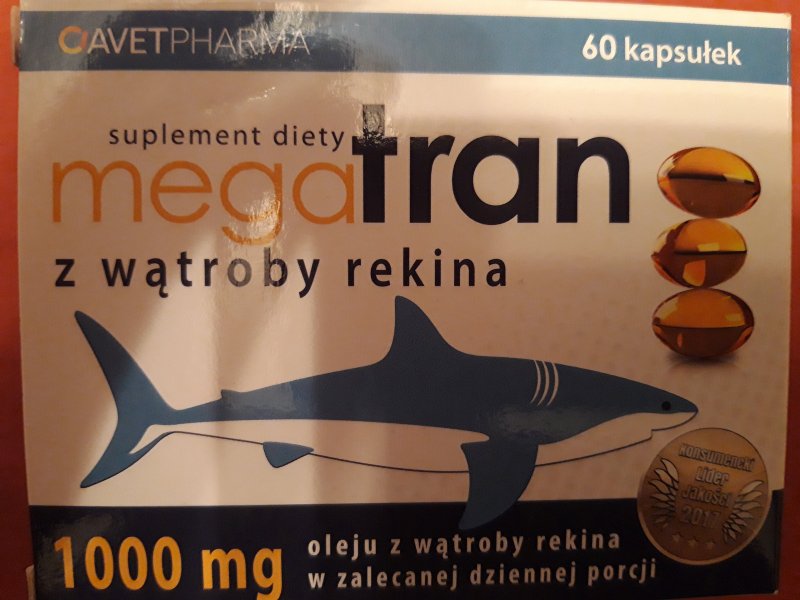 AVETPHARMA
60 kapsułek
suplement diety
megatran
z wątroby rekina
Konsumencki
Lider
Jakości
2017
1000 mg
oleju z wątroby rekina
w zalecanej dziennej porcji